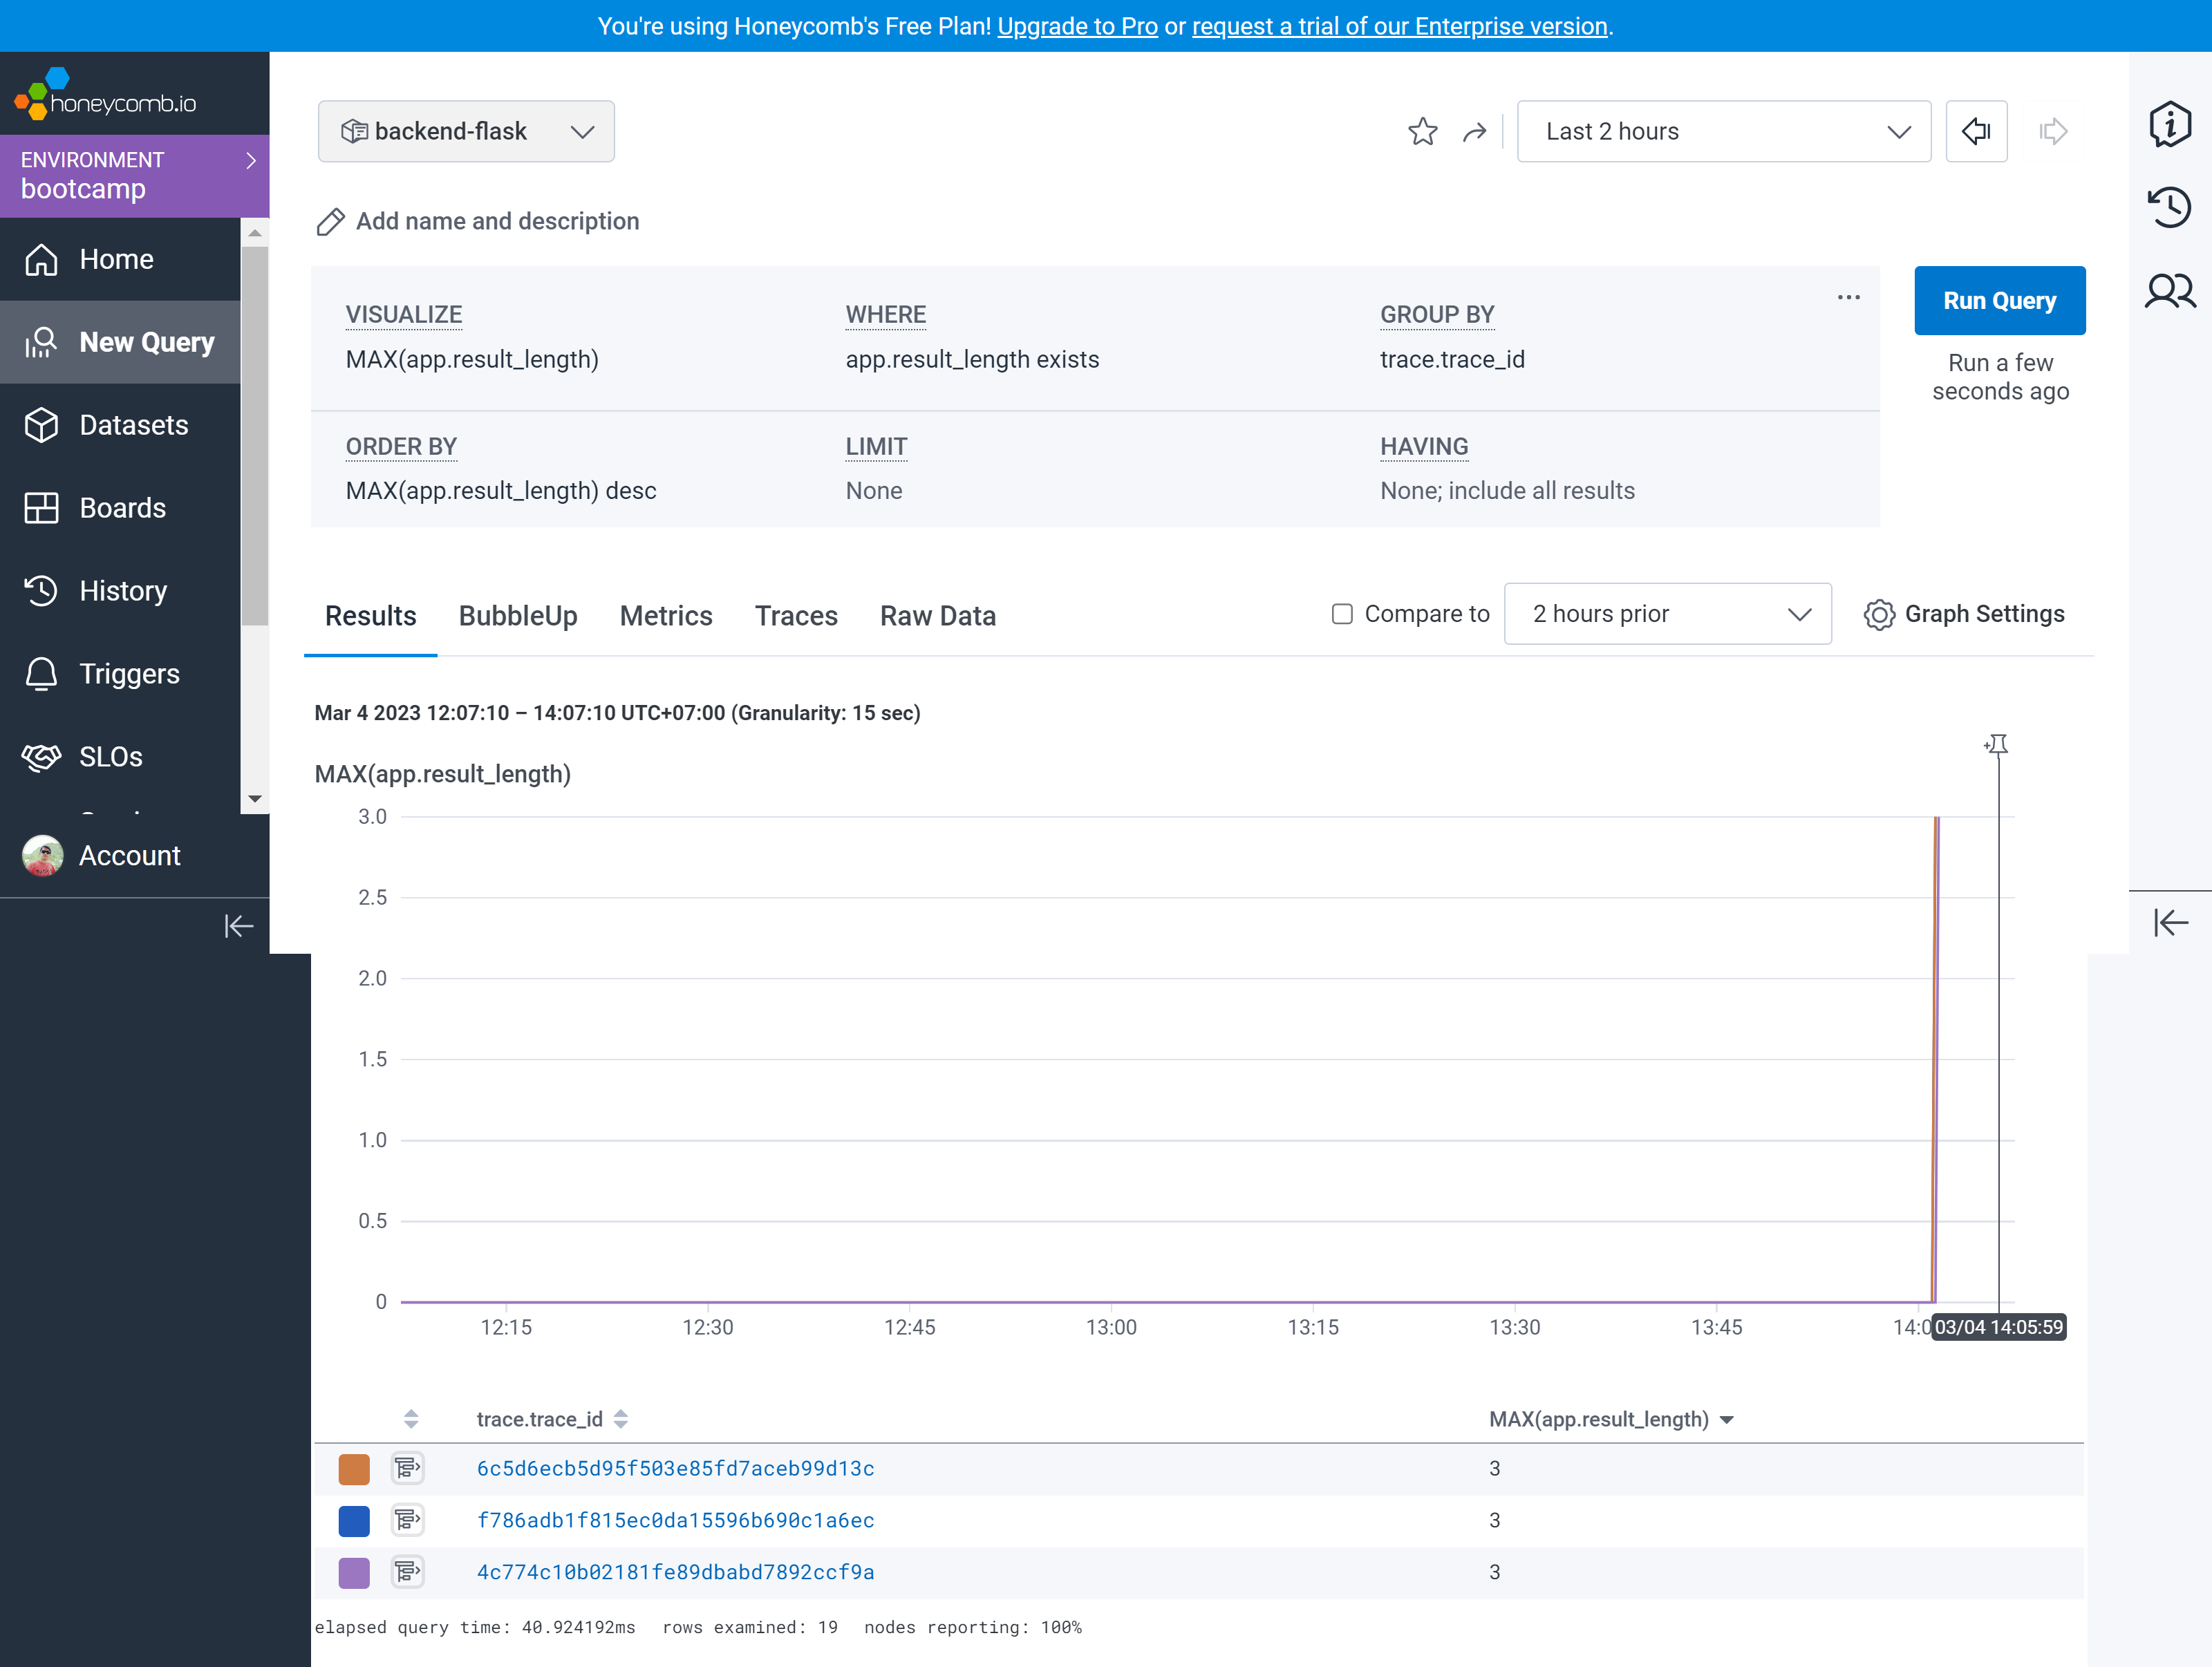 You're using Honeycomb's Free Plan! Upgrade to Pro or request a trial of our Enterprise version.
honeycomb.io
ENVIRONMENT
bootcamp
Home
New Query
Datasets
Boards
History
Triggers
SLOs
Account
backend-flask
Last 2 hours
Add name and description
VISUALIZE WHERE GROUP BY
MAX(app.result_length) app.result_length exists trace.trace_id
ORDER BY LIMIT HAVING
MAX(app.result_length) desc None None; include all results
Run Query
Run a few
seconds ago
Results BubbleUp Metrics Traces Raw Data
Compare to 2 hours prior Graph Settings
Mar 4 2023 12:07:10 – 14:07:10 UTC+07:00 (Granularity: 15 sec)
MAX(app.result_length)
3.0
2.5
2.0
1.5
1.0
0.5
0
12:15 12:30 12:45 13:00 13:15 13:30 13:45 14:0
03/04 14:05:59
trace.trace_id MAX(app.result_length)
6c5d6ecb5d95f503e85fd7aceb99d13c 3
f786adb1f815ec0da15596b690c1a6ec 3
4c774c10b02181fe89dbabd7892ccf9a 3
elapsed query time: 40.924192ms rows examined: 19 nodes reporting: 100%